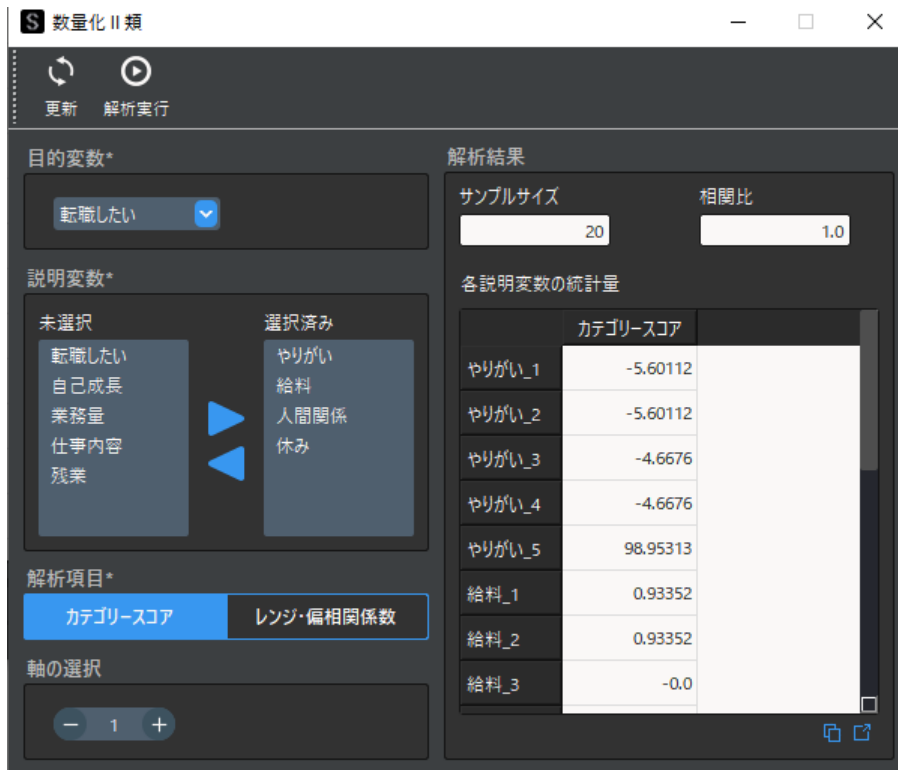 S 数量化 II 類
更新 解析実行
目的変数*
転職したい
説明変数*
未選択 選択済み
転職したい やりがい
自己成長 給料
業務量 人間関係
仕事内容 休み
残業
解析項目*
カテゴリースコア レンジ・偏相関係数
軸の選択
− 1 +
解析結果
サンプルサイズ 相関比
20 1.0
各説明変数の統計量
カテゴリースコア
やりがい_1 -5.60112
やりがい_2 -5.60112
やりがい_3 -4.6676
やりがい_4 -4.6676
やりがい_5 98.95313
給料_1 0.93352
給料_2 0.93352
給料_3 -0.0